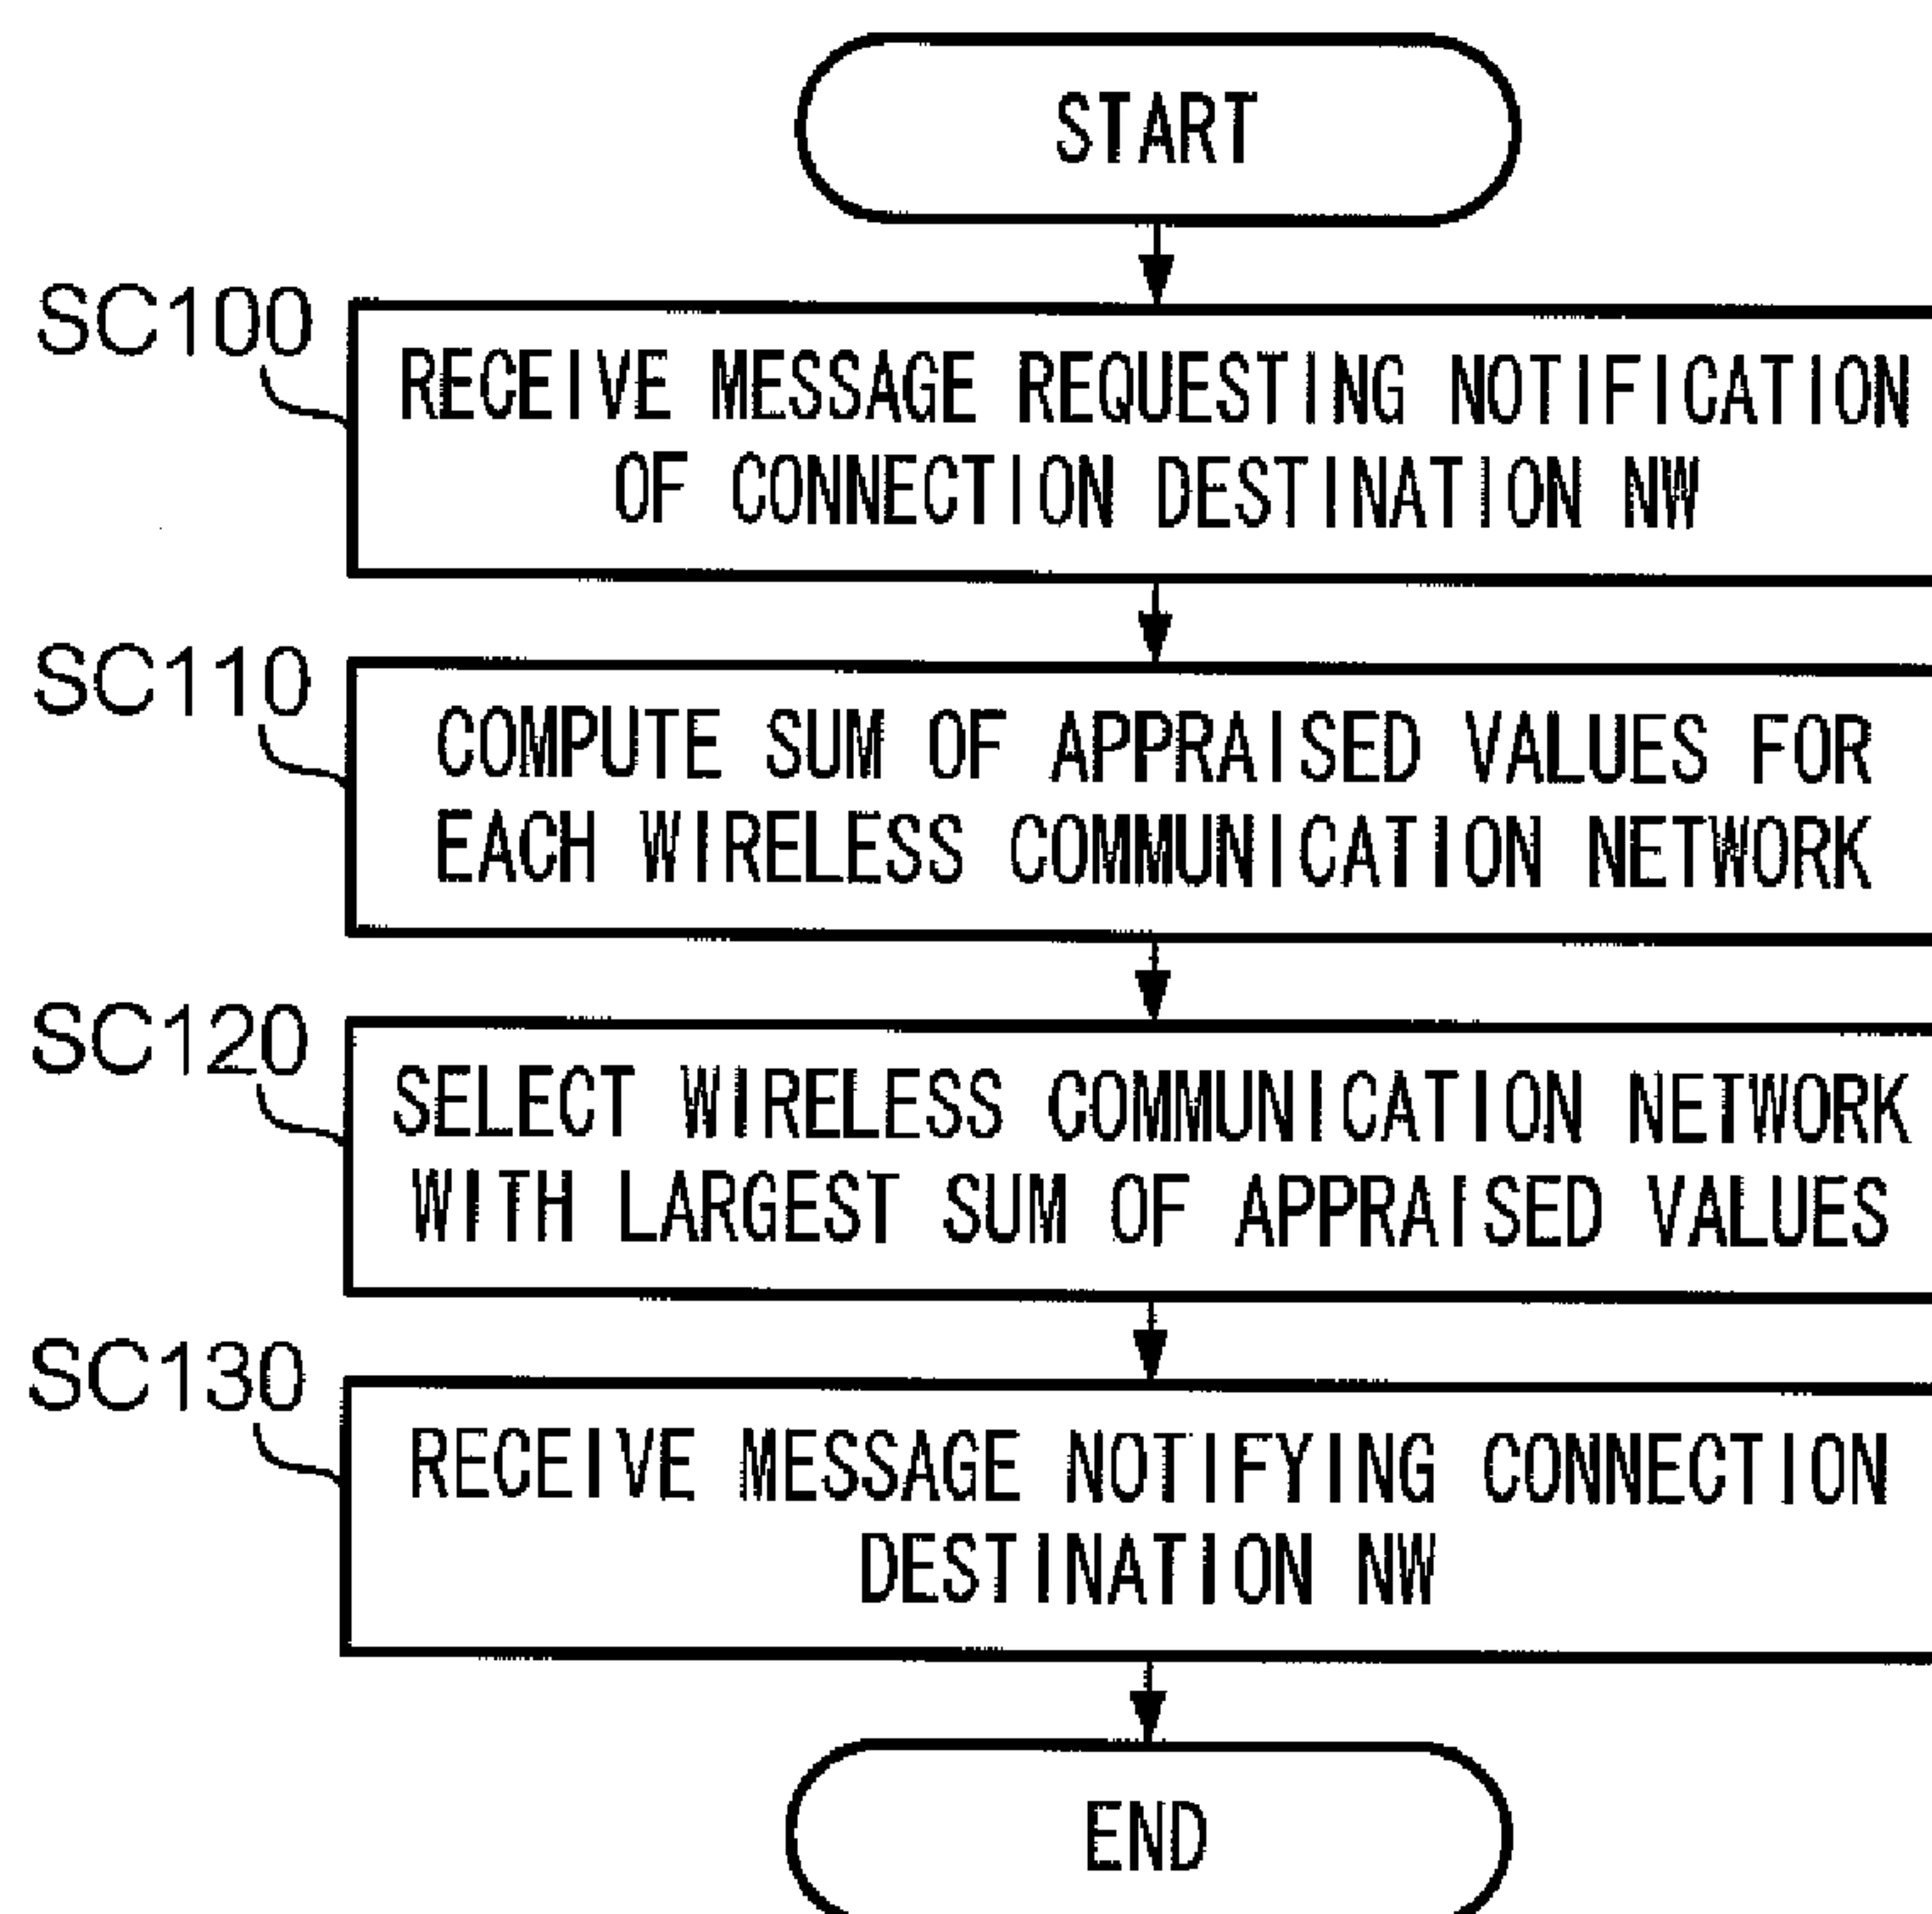 START
SC100
RECEIVE MESSAGE REQUESTING NOTIFICATION
OF CONNECTION DESTINATION NW
SC110
COMPUTE SUM OF APPRAISED VALUES FOR
EACH WIRELESS COMMUNICATION NETWORK
SC120
SELECT WIRELESS COMMUNICATION NETWORK
WITH LARGEST SUM OF APPRAISED VALUES
SC130
RECEIVE MESSAGE NOTIFYING CONNECTION
DESTINATION NW
END